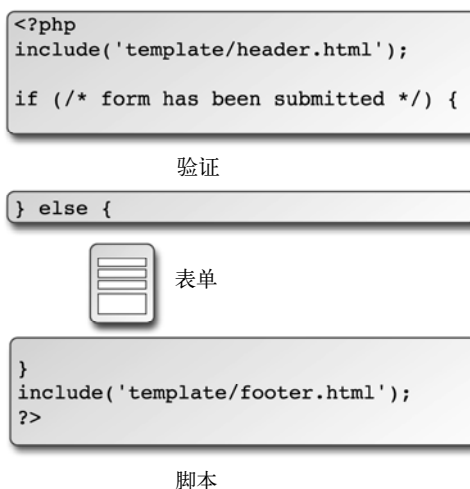 <?php
include('template/header.html');
if (/* form has been submitted */) {
验证
} else {
表单
}
include('template/footer.html');
?>
脚本